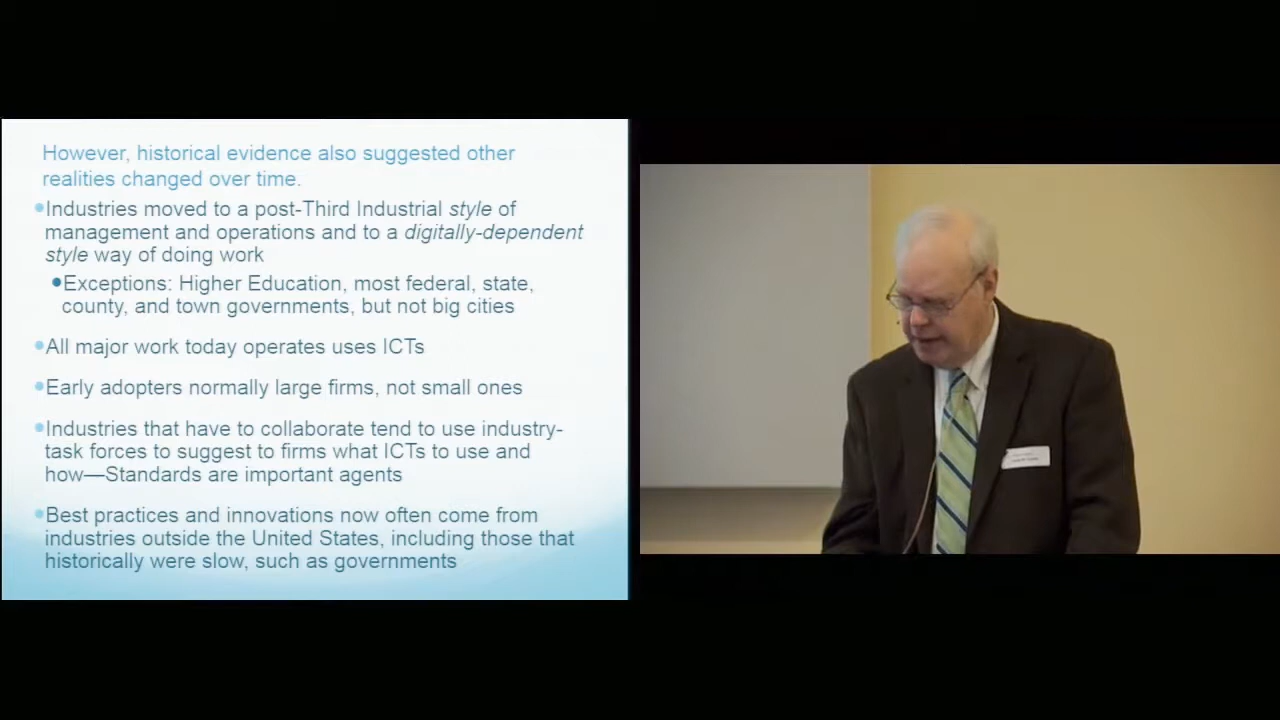 However, historical evidence also suggested other
realities changed over time.
Industries moved to a post-Third Industrial style of
management and operations and to a digitally-dependent
style way of doing work
Exceptions: Higher Education, most federal, state,
county, and town governments, but not big cities
All major work today operates uses ICTs
Early adopters normally large firms, not small ones
Industries that have to collaborate tend to use industry-
task forces to suggest to firms what ICTs to use and
how—Standards are important agents
Best practices and innovations now often come from
industries outside the United States, including those that
historically were slow, such as governments